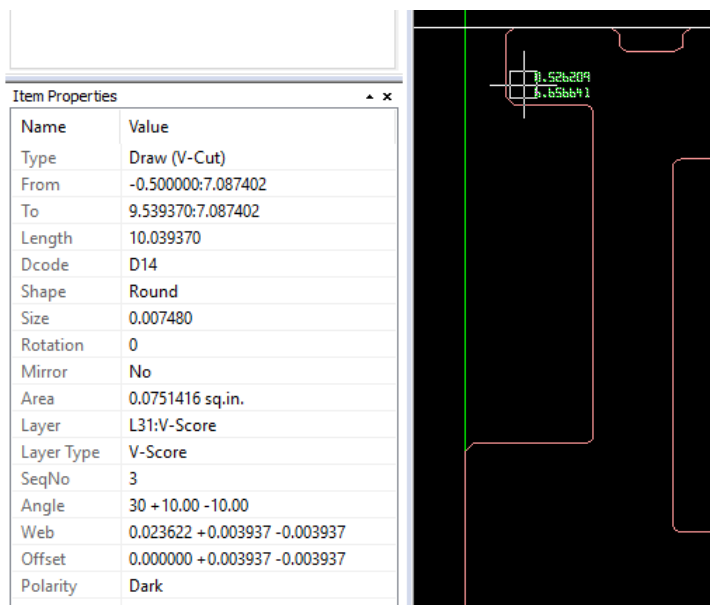 Item Properties
Name Value
Type Draw (V-Cut)
From -0.500000:7.087402
To 9.539370:7.087402
Length 10.039370
Dcode D14
Shape Round
Size 0.007480
Rotation 0
Mirror No
Area 0.0751416 sq.in.
Layer L31:V-Score
Layer Type V-Score
SeqNo 3
Angle 30 +10.00 -10.00
Web 0.023622 +0.003937 -0.003937
Offset 0.000000 +0.003937 -0.003937
Polarity Dark
0.526209
6.656641